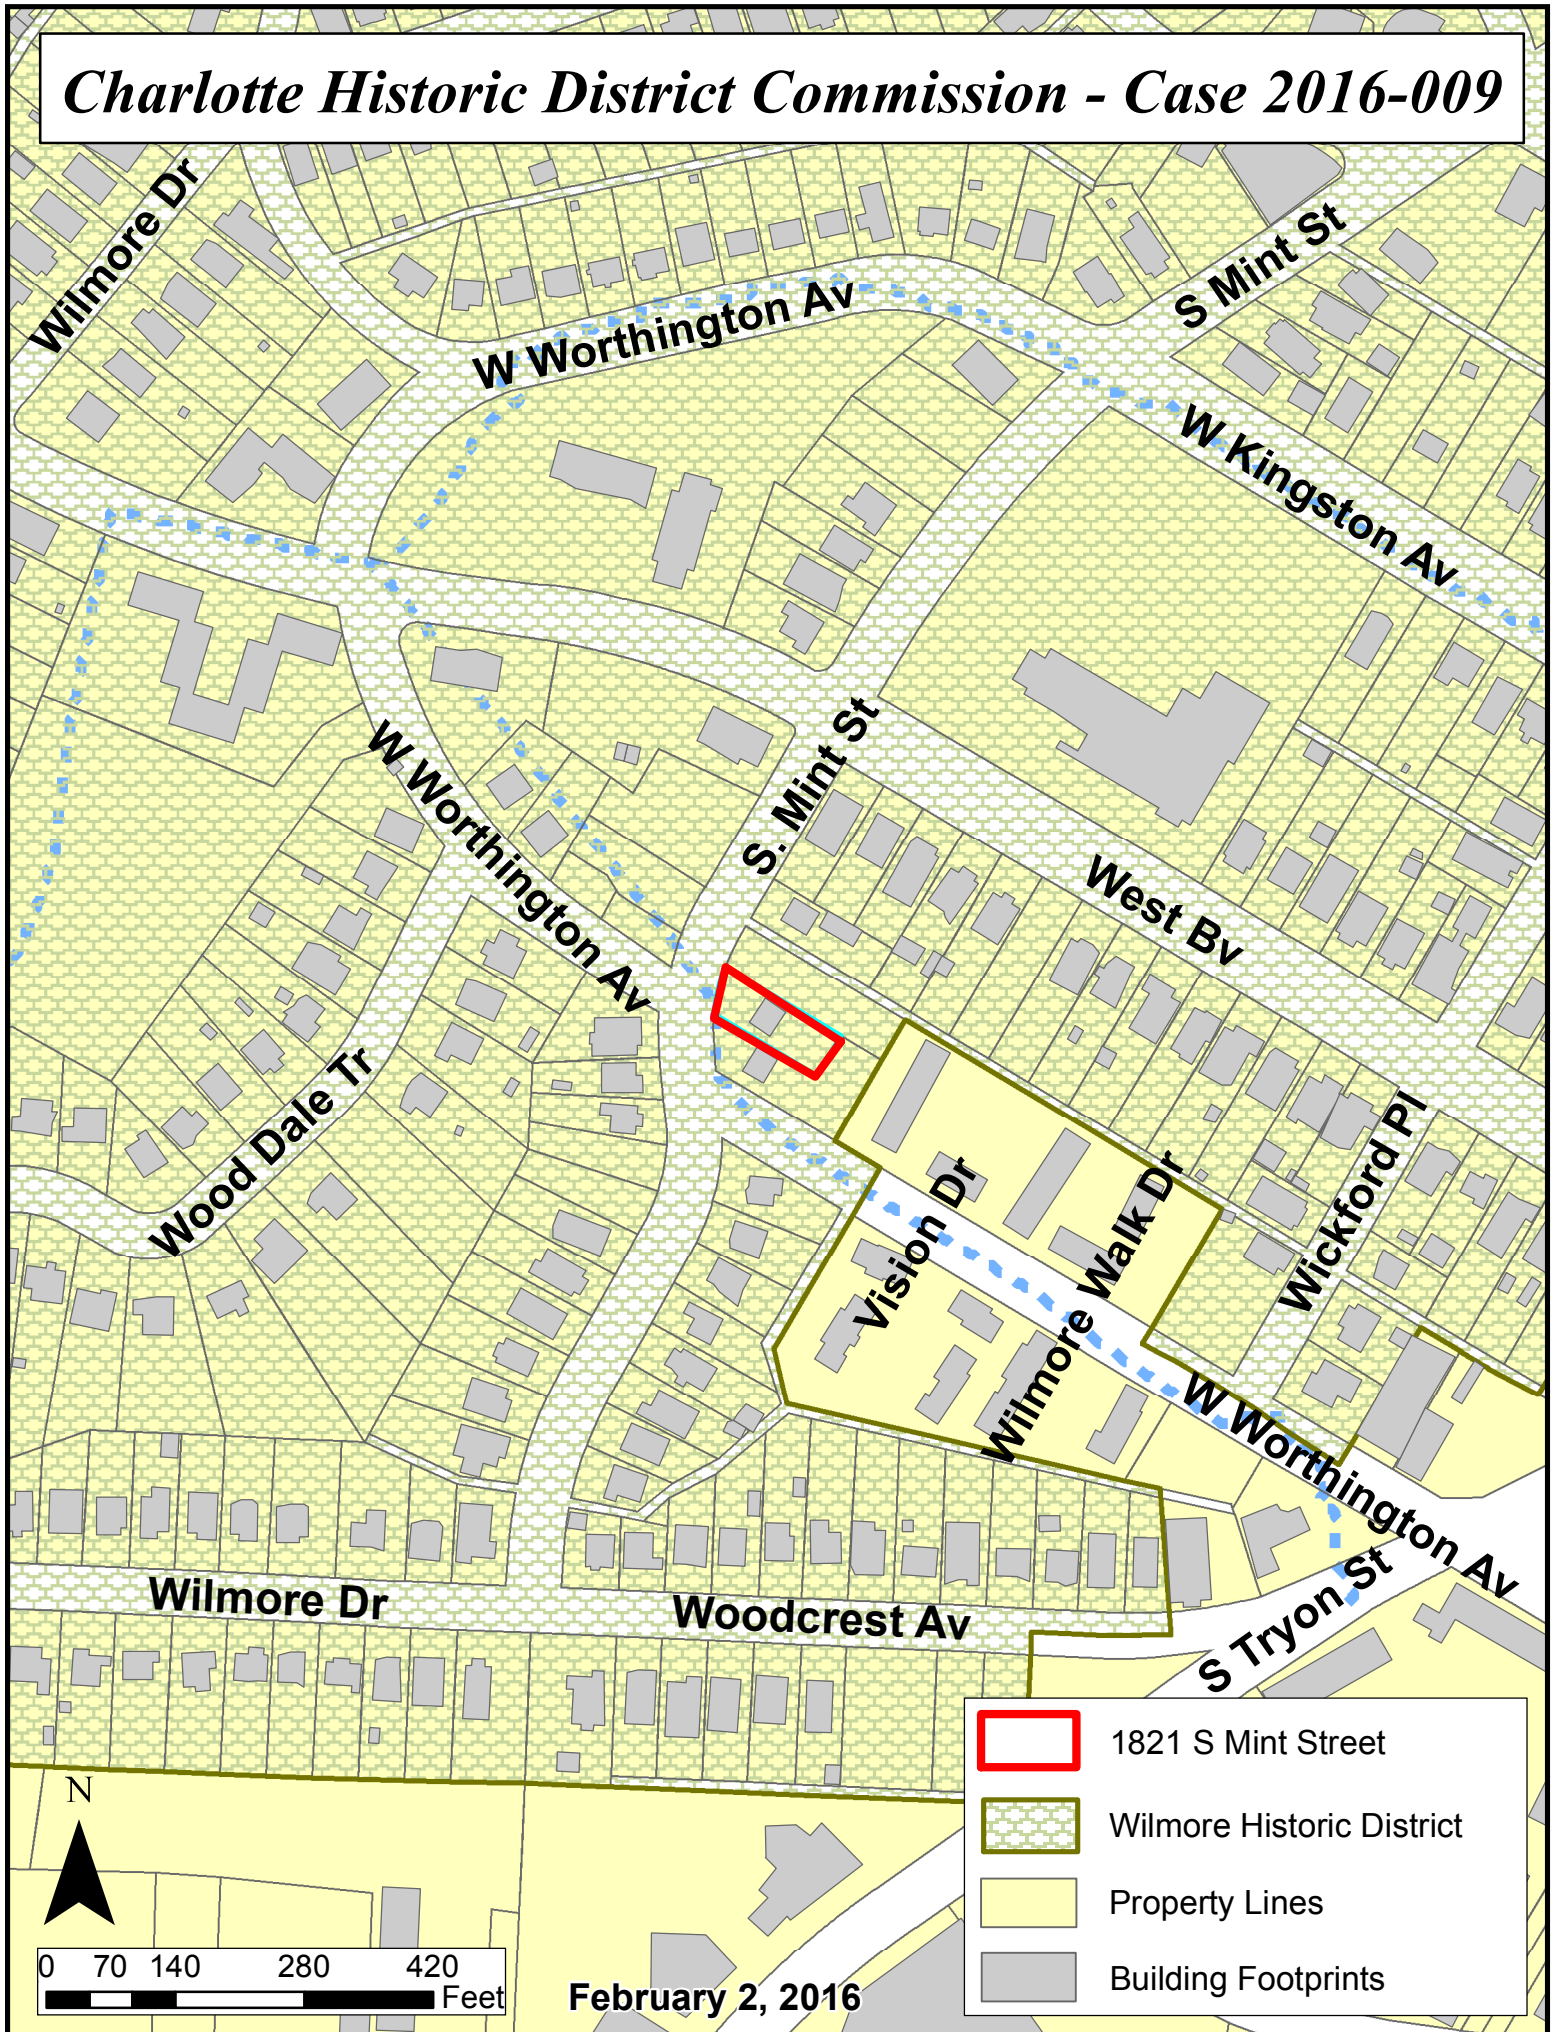 Charlotte Historic District Commission - Case 2016-009
Wilmore Dr
S Mint St
W Worthington Av
W Kingston Av
S. Mint St
W Worthington Av
West Bv
Wood Dale Tr
Wickford Pl
Vision Dr
Wilmore Walk Dr
W Worthington Av
Wilmore Dr
Woodcrest Av
S Tryon St
1821 S Mint Street
Wilmore Historic District
Property Lines
Building Footprints
N
0 70 140 280 420
Feet
February 2, 2016